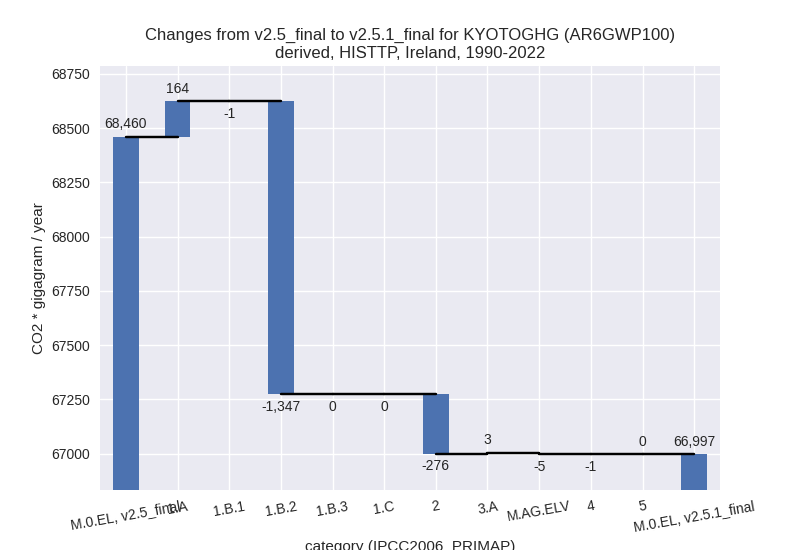 Changes from v2.5_final to v2.5.1_final for KYOTOGHG (AR6GWP100)
derived, HISTTP, Ireland, 1990-2022
CO2 * gigagram / year
68750
68500
68250
68000
67750
67500
67250
67000
68,460
164
-1
-1,347
0
0
-276
3
-5
-1
0
66,997
M.0.EL, v2.5_final
1.A
1.B.1
1.B.2
1.B.3
1.C
2
3.A
M.AG.ELV
4
5
M.0.EL, v2.5.1_final
category (IPCC2006_PRIMAP)